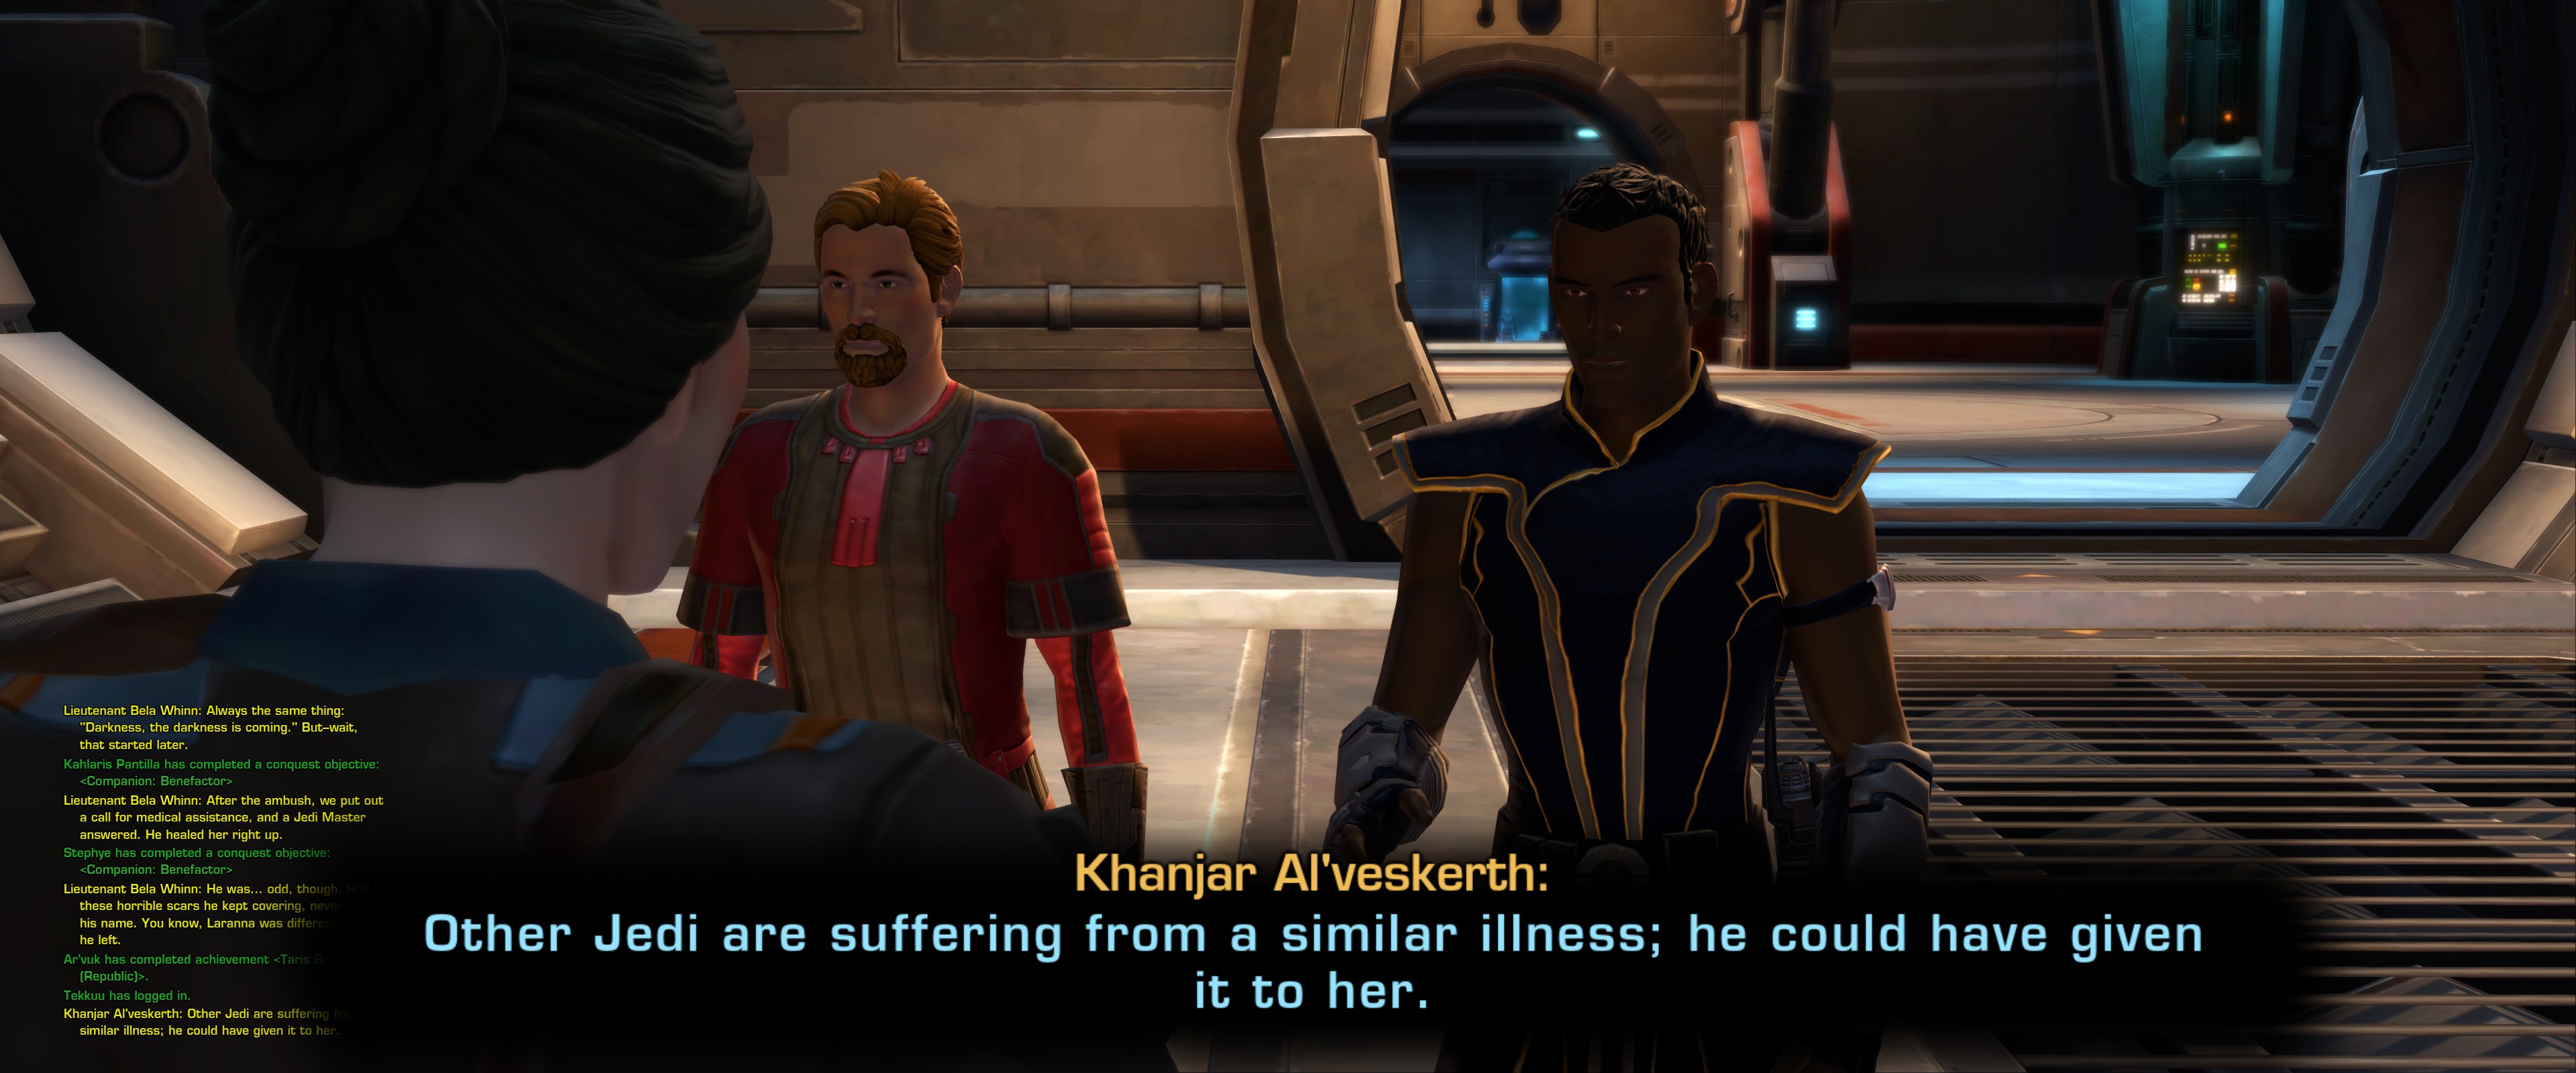 Lieutenant Bela Whinn: Always the same thing:
"Darkness, the darkness is coming." But–wait,
that started later.
Kahlaris Pantilla has completed a conquest objective:
<Companion: Benefactor>
Lieutenant Bela Whinn: After the ambush, we put out
a call for medical assistance, and a Jedi Master
answered. He healed her right up.
Stephye has completed a conquest objective:
<Companion: Benefactor>
Lieutenant Bela Whinn: He was... odd, though. Had
these horrible scars he kept covering, never
his name. You know, Laranna was different
he left.
Ar'vuk has completed achievement <Taris
(Republic)>.
Tekkuu has logged in.
Khanjar Al'veskerth: Other Jedi are suffering from
similar illness; he could have given it to her.
Khanjar Al'veskerth:
Other Jedi are suffering from a similar illness; he could have given
it to her.